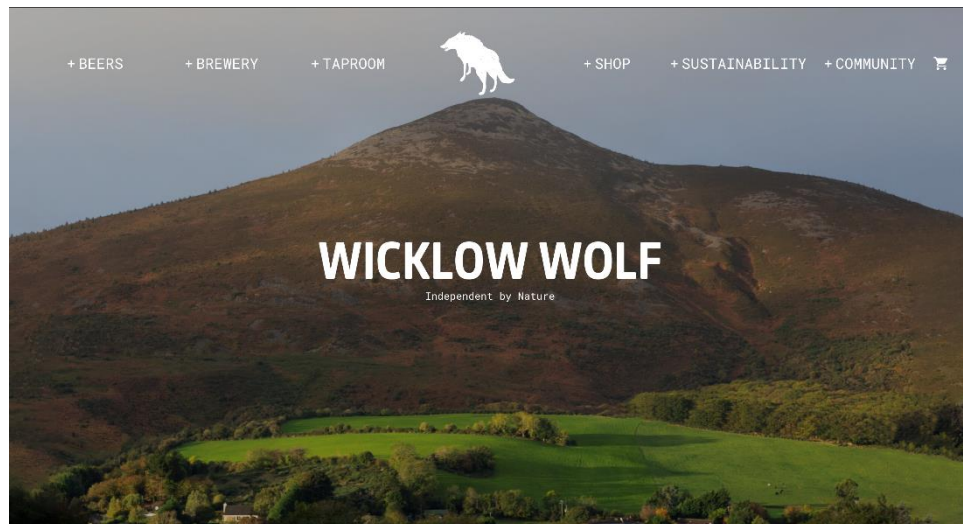 + BEERS + BREWERY + TAPROOM + SHOP + SUSTAINABILITY + COMMUNITY
WICKLOW WOLF
Independent by Nature